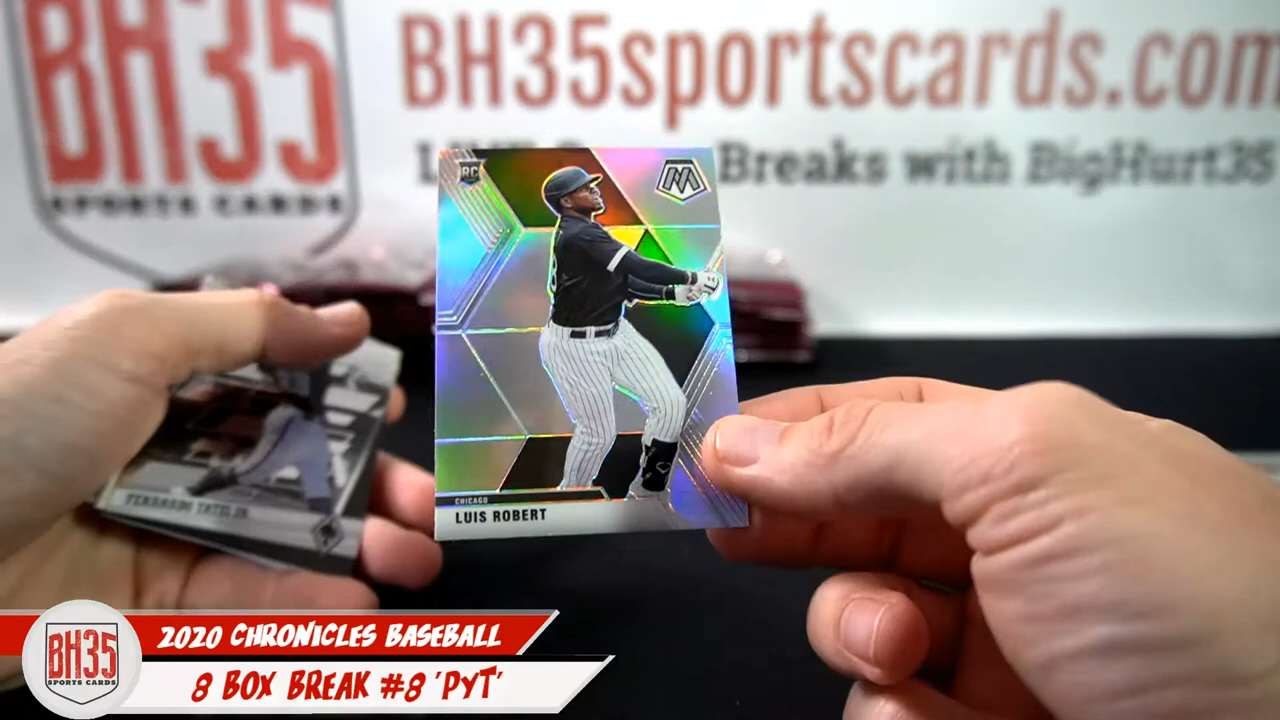 BH35
SPORTS CARDS
BH35sportscards.com
Breaks with BigHurt35
RC
CHICAGO
LUIS ROBERT
FERNANDO TATIS JR.
BH35
SPORTS CARDS
2020 CHRONICLES BASEBALL
8 BOX BREAK #8 'PYT'